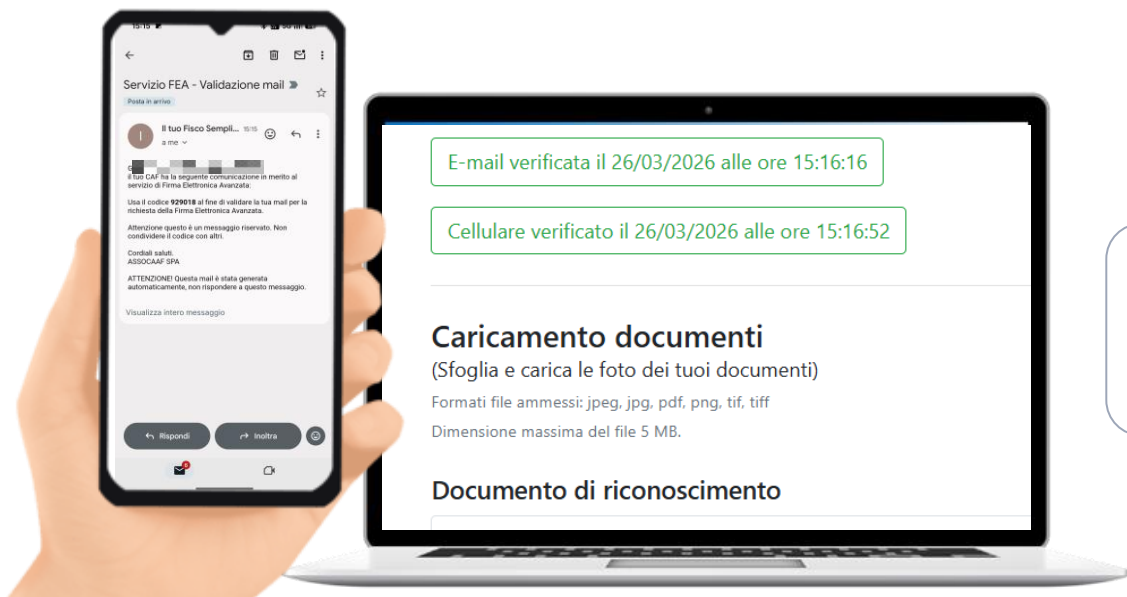 15:15
Servizio FEA - Validazione mail
Posta in arrivo
I
Il tuo Fisco Sempli... 15:15
a me
il tuo CAF ha la seguente comunicazione in merito al
servizio di Firma Elettronica Avanzata:
Usa il codice 929018 al fine di validare la tua mail per la
richiesta della Firma Elettronica Avanzata.
Attenzione questo è un messaggio riservato. Non
condividere il codice con altri.
Cordiali saluti.
ASSOCAAF SPA
ATTENZIONE! Questa mail è stata generata
automaticamente, non rispondere a questo messaggio.
Visualizza intero messaggio
Rispondi
Inoltra
E-mail verificata il 26/03/2026 alle ore 15:16:16
Cellulare verificato il 26/03/2026 alle ore 15:16:52
Caricamento documenti
(Sfoglia e carica le foto dei tuoi documenti)
Formati file ammessi: jpeg, jpg, pdf, png, tif, tiff
Dimensione massima del file 5 MB.
Documento di riconoscimento